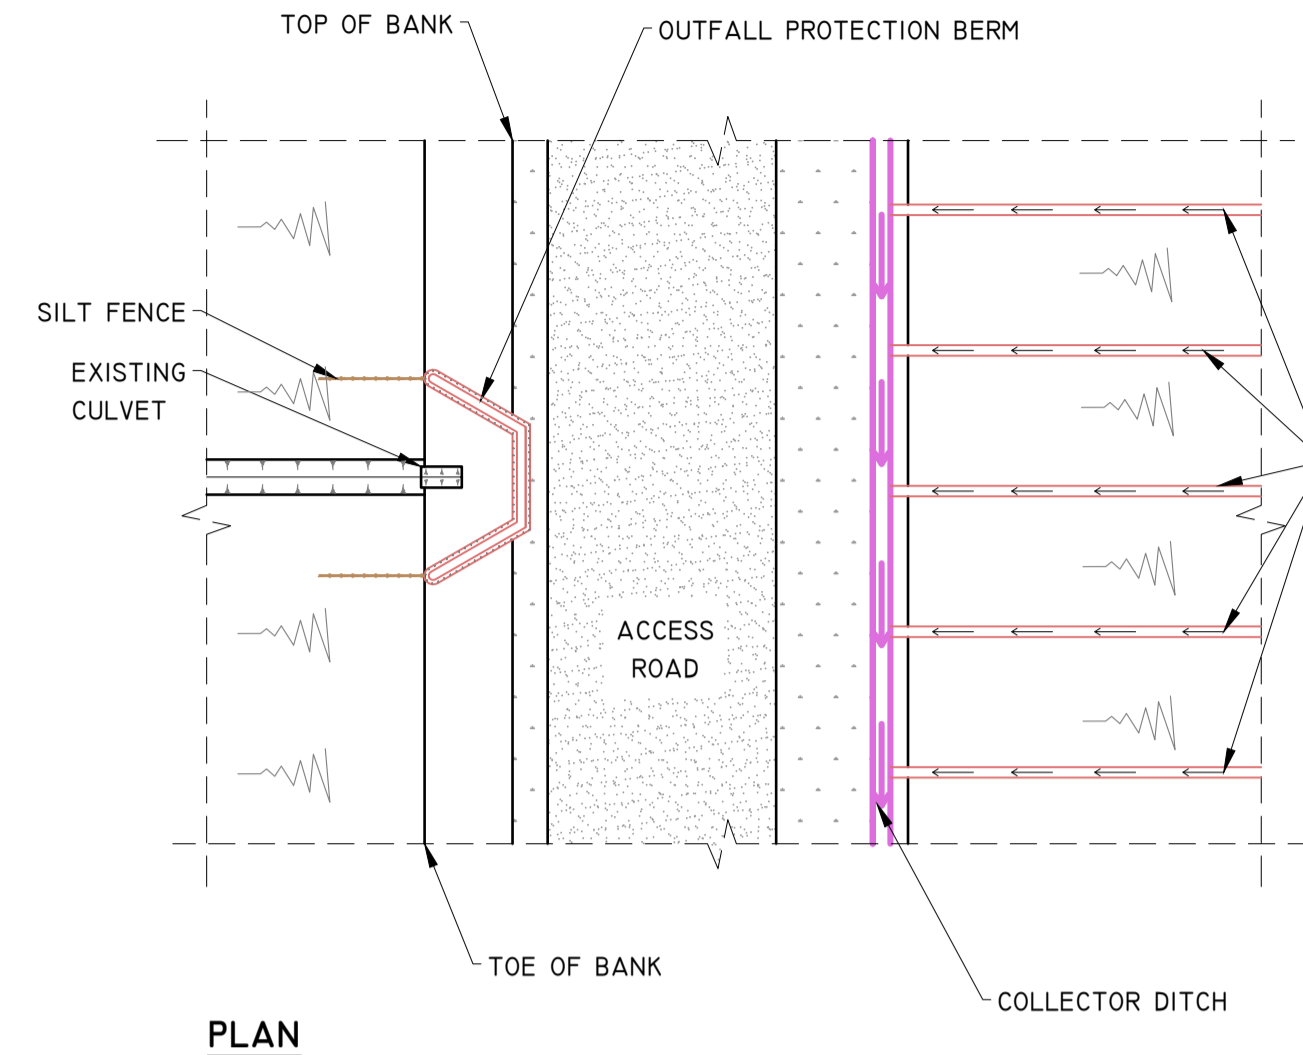 TOP OF BANK
OUTFALL PROTECTION BERM
SILT FENCE
EXISTING
CULVET
ACCESS
ROAD
TOE OF BANK
COLLECTOR DITCH
PLAN